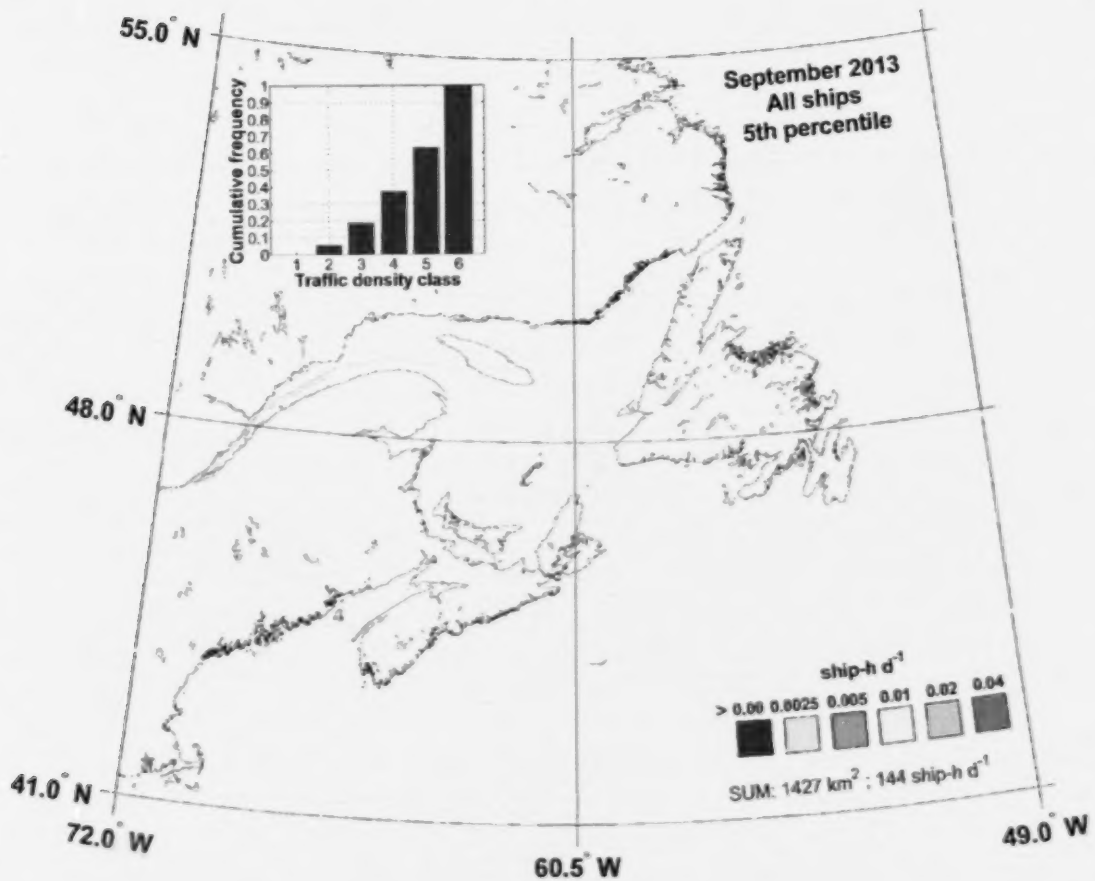 55.0° N
September 2013
All ships
5th percentile
Cumulative frequency
1
0.9
0.8
0.7
0.6
0.5
0.4
0.3
0.2
0.1
0
1 2 3 4 5 6
Traffic density class
48.0° N
ship-h d⁻¹
> 0.00 0.0025 0.005 0.01 0.02 0.04
SUM: 1427 km² ; 144 ship-h d⁻¹
41.0° N
72.0° W
60.5° W
49.0° W